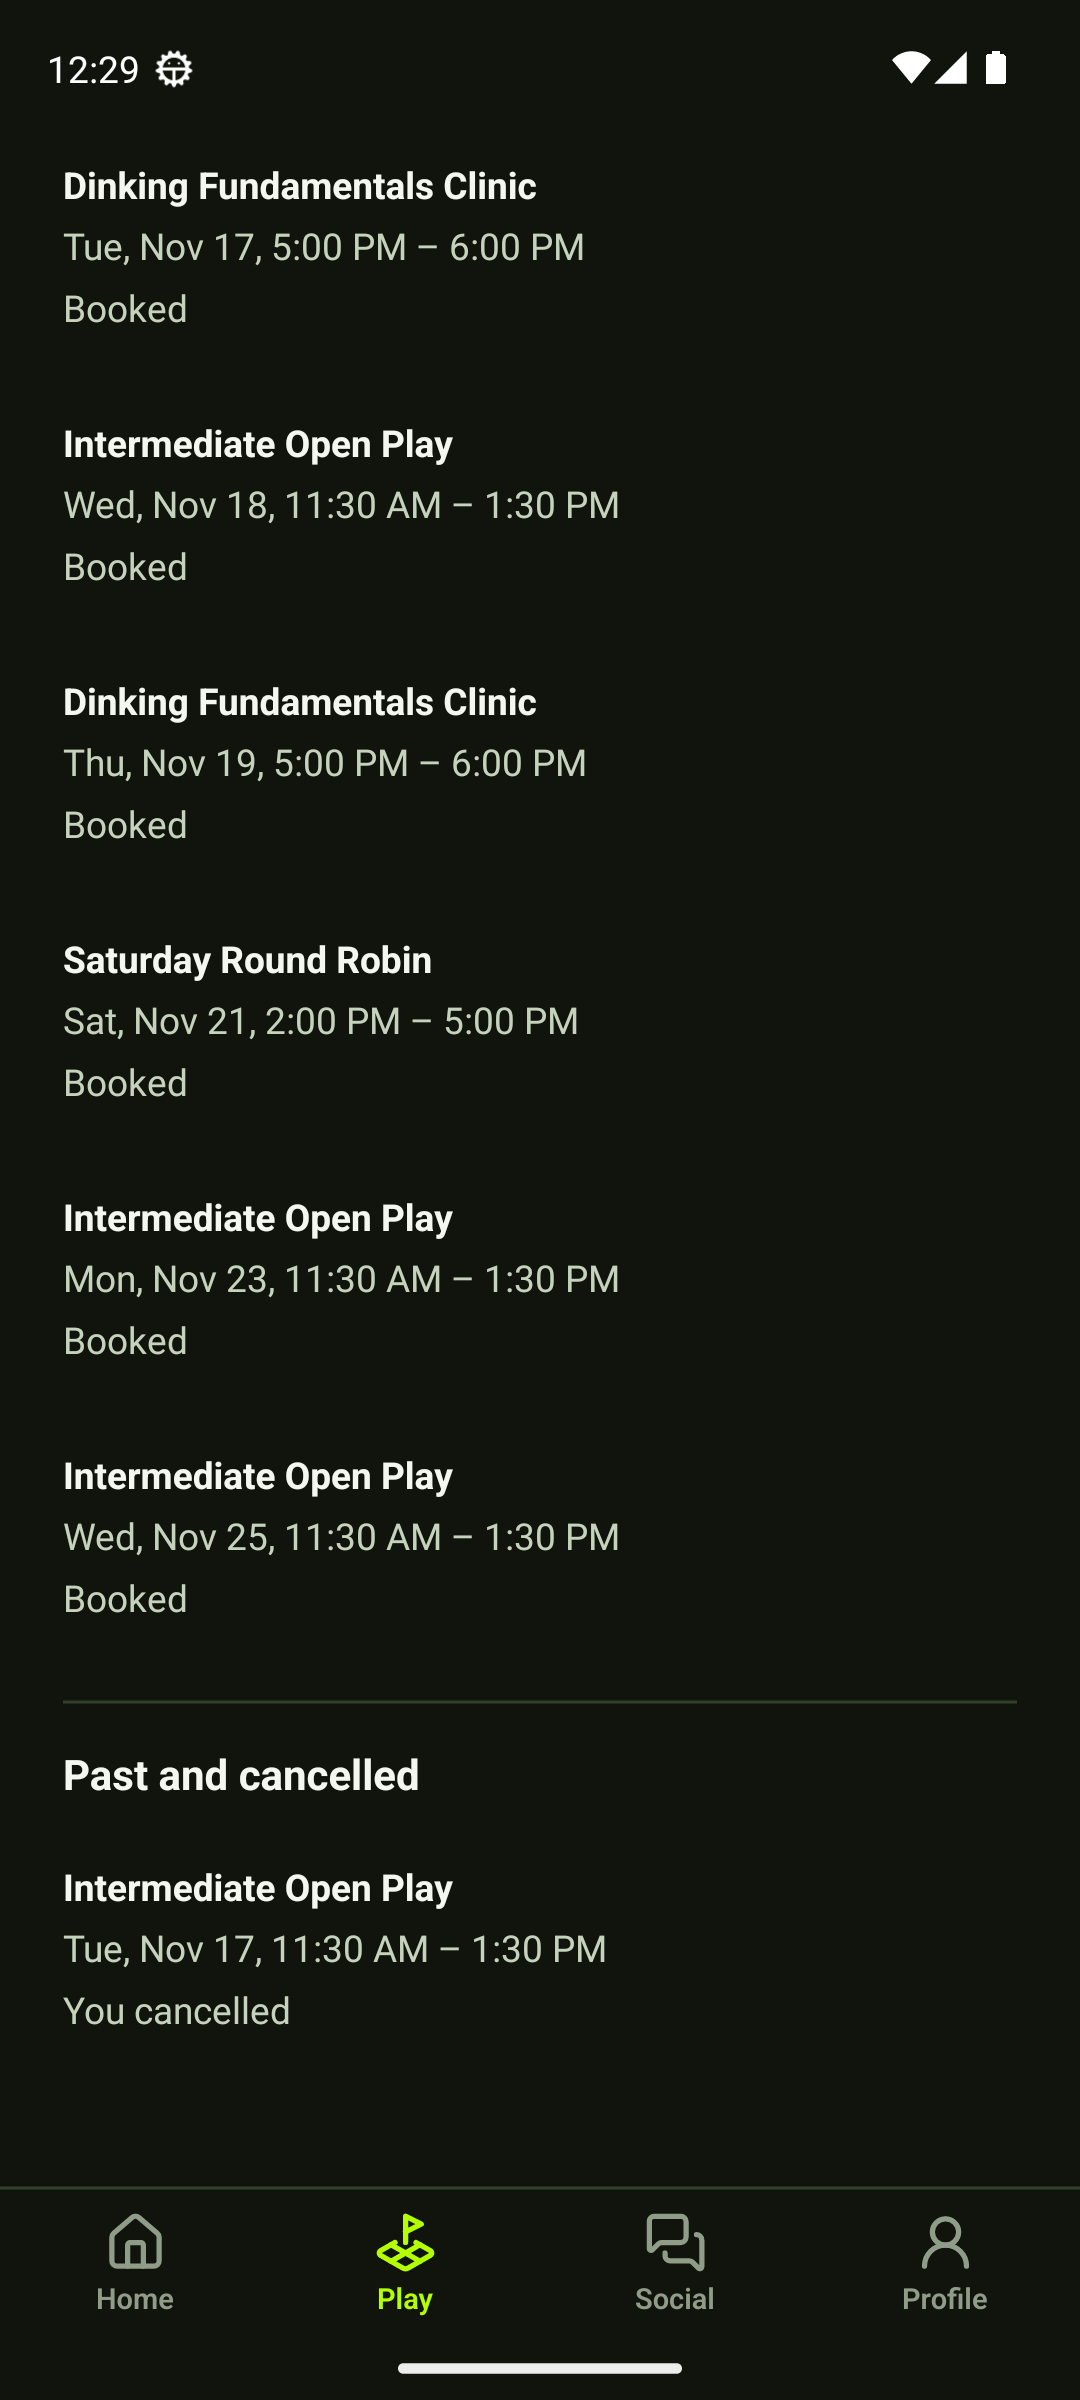 12:29
Dinking Fundamentals Clinic
Tue, Nov 17, 5:00 PM – 6:00 PM
Booked
Intermediate Open Play
Wed, Nov 18, 11:30 AM – 1:30 PM
Booked
Dinking Fundamentals Clinic
Thu, Nov 19, 5:00 PM – 6:00 PM
Booked
Saturday Round Robin
Sat, Nov 21, 2:00 PM – 5:00 PM
Booked
Intermediate Open Play
Mon, Nov 23, 11:30 AM – 1:30 PM
Booked
Intermediate Open Play
Wed, Nov 25, 11:30 AM – 1:30 PM
Booked
Past and cancelled
Intermediate Open Play
Tue, Nov 17, 11:30 AM – 1:30 PM
You cancelled
Home Play Social Profile